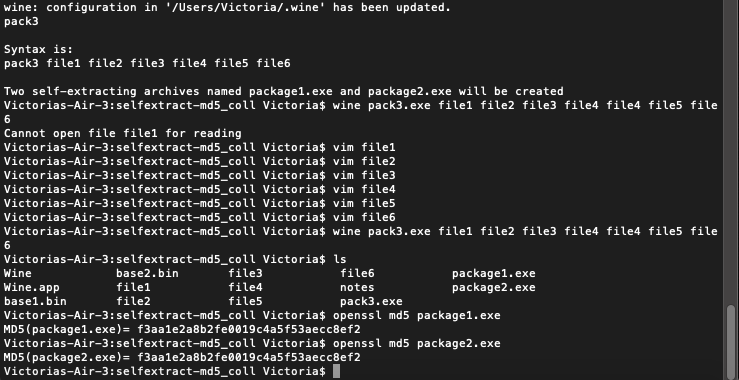 wine: configuration in '/Users/Victoria/.wine' has been updated.
pack3

Syntax is:
pack3 file1 file2 file3 file4 file5 file6

Two self-extracting archives named package1.exe and package2.exe will be created
Victorias-Air-3:selfextract-md5_coll Victoria$ wine pack3.exe file1 file2 file3 file4 file4 file5 file
6
Cannot open file file1 for reading
Victorias-Air-3:selfextract-md5_coll Victoria$ vim file1
Victorias-Air-3:selfextract-md5_coll Victoria$ vim file2
Victorias-Air-3:selfextract-md5_coll Victoria$ vim file3
Victorias-Air-3:selfextract-md5_coll Victoria$ vim file4
Victorias-Air-3:selfextract-md5_coll Victoria$ vim file5
Victorias-Air-3:selfextract-md5_coll Victoria$ vim file6
Victorias-Air-3:selfextract-md5_coll Victoria$ wine pack3.exe file1 file2 file3 file4 file4 file5 file
6
Victorias-Air-3:selfextract-md5_coll Victoria$ ls
Wine base2.bin file3 file6 package1.exe
Wine.app file1 file4 notes package2.exe
base1.bin file2 file5 pack3.exe
Victorias-Air-3:selfextract-md5_coll Victoria$ openssl md5 package1.exe
MD5(package1.exe)= f3aa1e2a8b2fe0019c4a5f53aecc8ef2
Victorias-Air-3:selfextract-md5_coll Victoria$ openssl md5 package2.exe
MD5(package2.exe)= f3aa1e2a8b2fe0019c4a5f53aecc8ef2
Victorias-Air-3:selfextract-md5_coll Victoria$